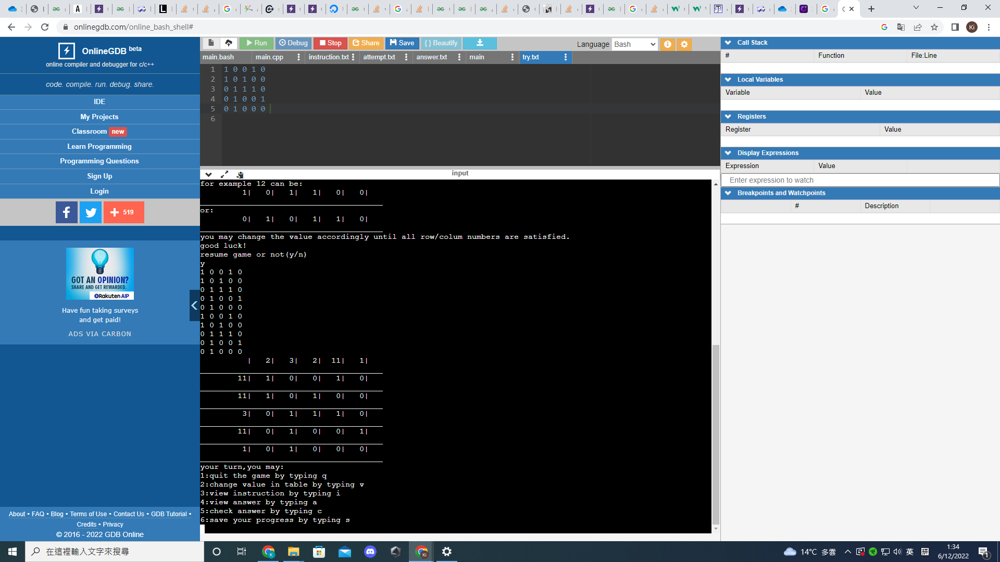 onlinegdb.com/online_bash_shell#
Ki
OnlineGDB beta
online compiler and debugger for c/c++
code. compile. run. debug. share.
IDE
My Projects
Classroom new
Learn Programming
Programming Questions
Sign Up
Login
519
GOT AN OPINION?
SHARE AND GET REWARDED.
Rakuten AIP
Have fun taking surveys
and get paid!
ADS VIA CARBON
About • FAQ • Blog • Terms of Use • Contact Us • GDB Tutorial •
Credits • Privacy
© 2016 - 2022 GDB Online
Run Debug Stop Share Save { } Beautify
Language Bash
main.bash main.cpp instruction.txt attempt.txt answer.txt main try.txt
1 1 0 0 1 0
2 1 0 1 0 0
3 0 1 1 1 0
4 0 1 0 0 1
5 0 1 0 0 0
6
input
for example 12 can be:
1| 0| 1| 1| 0| 0|
or:
0| 1| 0| 1| 1| 0|
you may change the value accordingly until all row/colum numbers are satisfied.
good luck!
resume game or not(y/n)
y
1 0 0 1 0
1 0 1 0 0
0 1 1 1 0
0 1 0 0 1
0 1 0 0 0
1 0 0 1 0
1 0 1 0 0
0 1 1 1 0
0 1 0 0 1
0 1 0 0 0
| 2| 3| 2| 11| 1|
11| 1| 0| 0| 1| 0|
11| 1| 0| 1| 0| 0|
3| 0| 1| 1| 1| 0|
11| 0| 1| 0| 0| 1|
1| 0| 1| 0| 0| 0|
your turn,you may:
1:quit the game by typing q
2:change value in table by typing v
3:view instruction by typing i
4:view answer by typing a
5:check answer by typing c
6:save your progress by typing s
Call Stack
# Function File:Line
Local Variables
Variable Value
Registers
Register Value
Display Expressions
Expression Value
Enter expression to watch
Breakpoints and Watchpoints
# Description
在這裡輸入文字來搜尋
14°C 多雲
英
1:34
6/12/2022
1